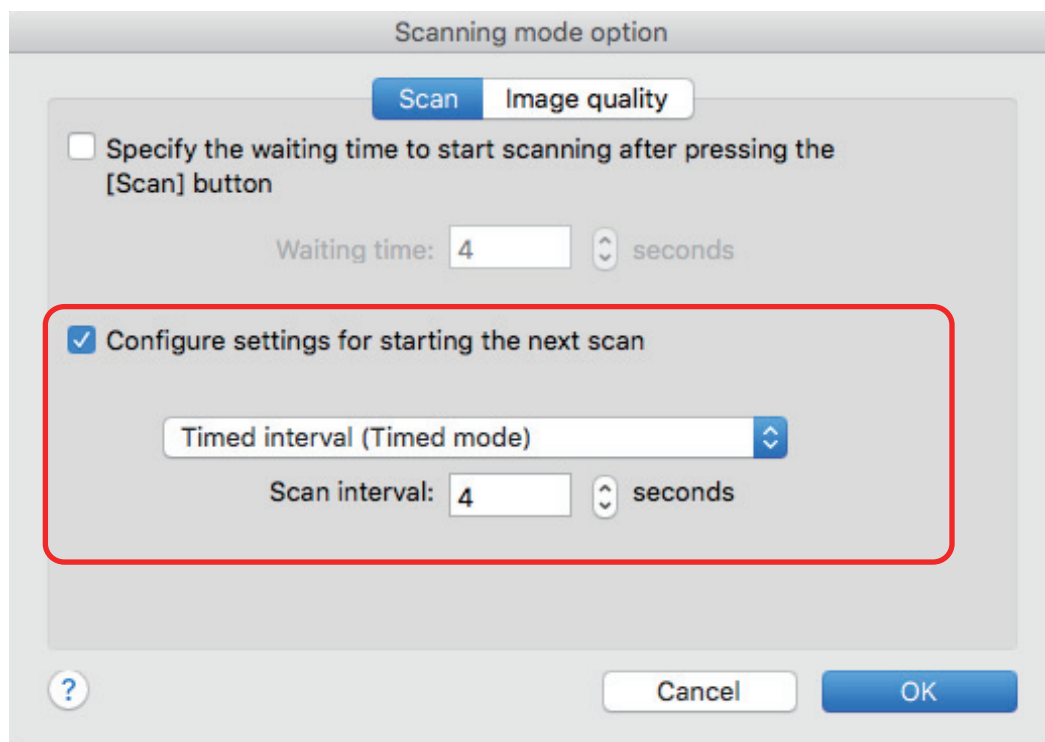 Scanning mode option
Scan Image quality
Specify the waiting time to start scanning after pressing the
[Scan] button
Waiting time: 4 seconds
Configure settings for starting the next scan
Timed interval (Timed mode)
Scan interval: 4 seconds
? Cancel OK